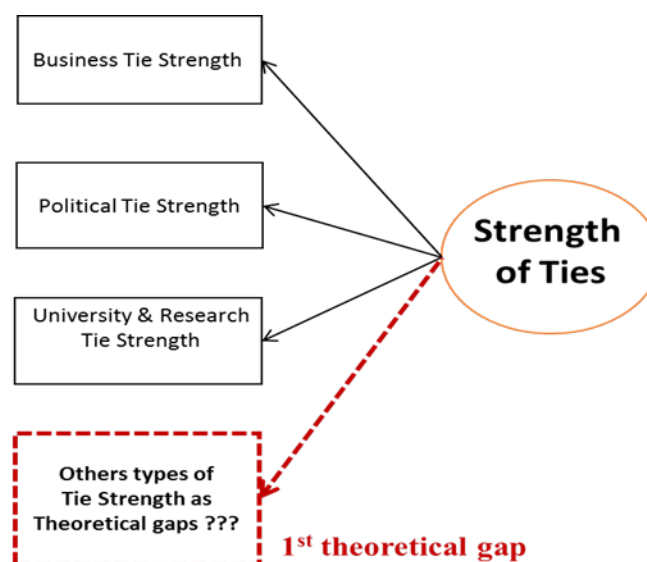 Business Tie Strength
Political Tie Strength
University & Research
Tie Strength
Others types of
Tie Strength as
Theoretical gaps ???
Strength
of Ties
1st theoretical gap